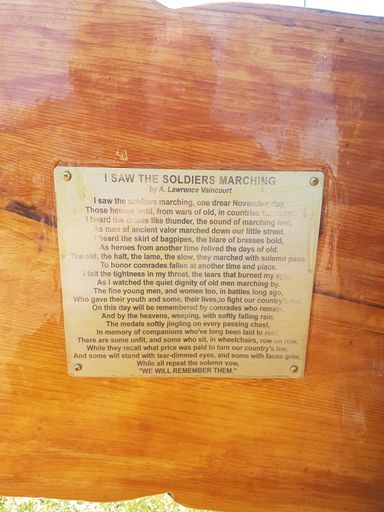 I SAW THE SOLDIERS MARCHING
by A. Lawrence Vaincourt
I saw the soldiers marching, one drear November day,
Those heroes bold, from wars of old, in countries
I heard the drums like thunder, the sound of marching feet,
As men of ancient valor marched down our little street.
I heard the skirl of bagpipes, the blare of brasses bold,
As heroes from another time relived the days of old.
The old, the halt, the lame, the slow, they marched with solemn pace,
To honor comrades fallen at another time and place.
I felt the tightness in my throat, the tears that burned my
As I watched the quiet dignity of old men marching by.
The fine young men, and women too, in battles long ago,
Who gave their youth and some, their lives,to fight our country's foe.
On this day will be remembered by comrades who remain,
And by the heavens, weeping, with softly falling rain.
The medals softly jingling on every passing chest,
In memory of companions who've long been laid to rest.
There are some unfit, and some who sit, in wheelchairs, row on row,
While they recall what price was paid to turn our country's foe.
And some will stand with tear-dimmed eyes, and some with faces grim,
While all repeat the solemn vow,
"WE WILL REMEMBER THEM."